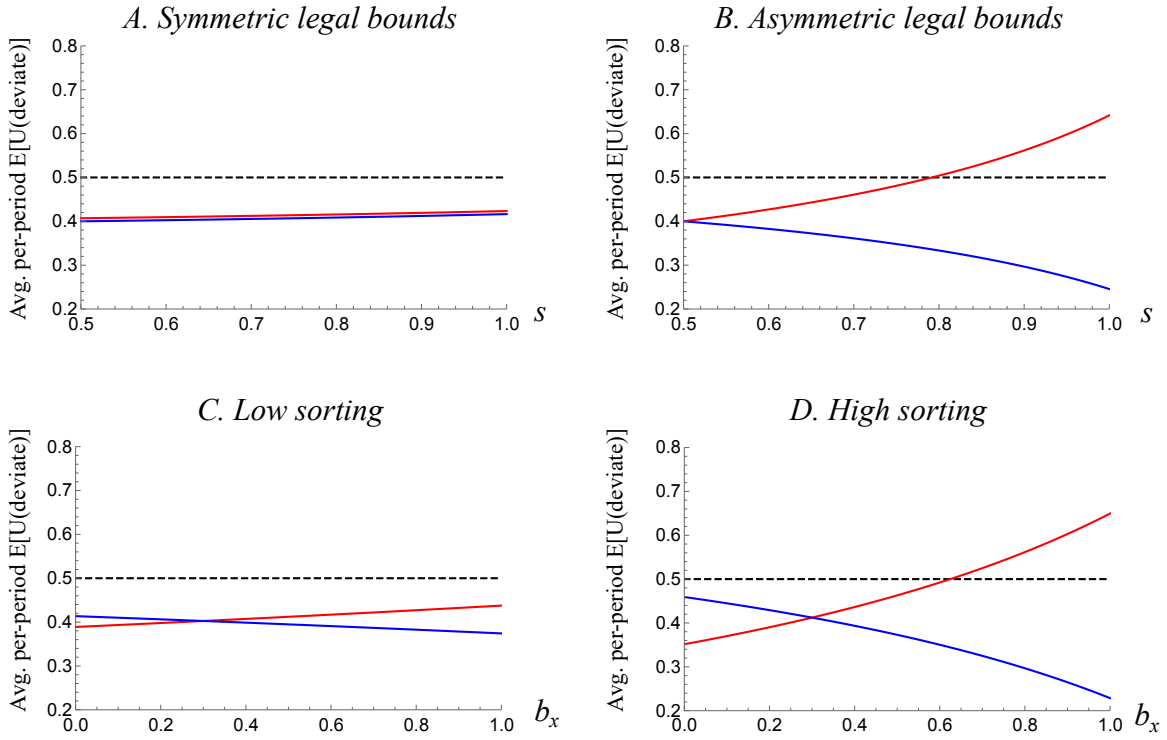 A. Symmetric legal bounds
Avg. per-period E[U(deviate)]
0.8
0.7
0.6
0.5
0.4
0.3
0.2
0.5 0.6 0.7 0.8 0.9 1.0 s
B. Asymmetric legal bounds
Avg. per-period E[U(deviate)]
0.8
0.7
0.6
0.5
0.4
0.3
0.2
0.5 0.6 0.7 0.8 0.9 1.0 s
C. Low sorting
Avg. per-period E[U(deviate)]
0.8
0.7
0.6
0.5
0.4
0.3
0.2
0.0 0.2 0.4 0.6 0.8 1.0 b_x
D. High sorting
Avg. per-period E[U(deviate)]
0.8
0.7
0.6
0.5
0.4
0.3
0.2
0.0 0.2 0.4 0.6 0.8 1.0 b_x